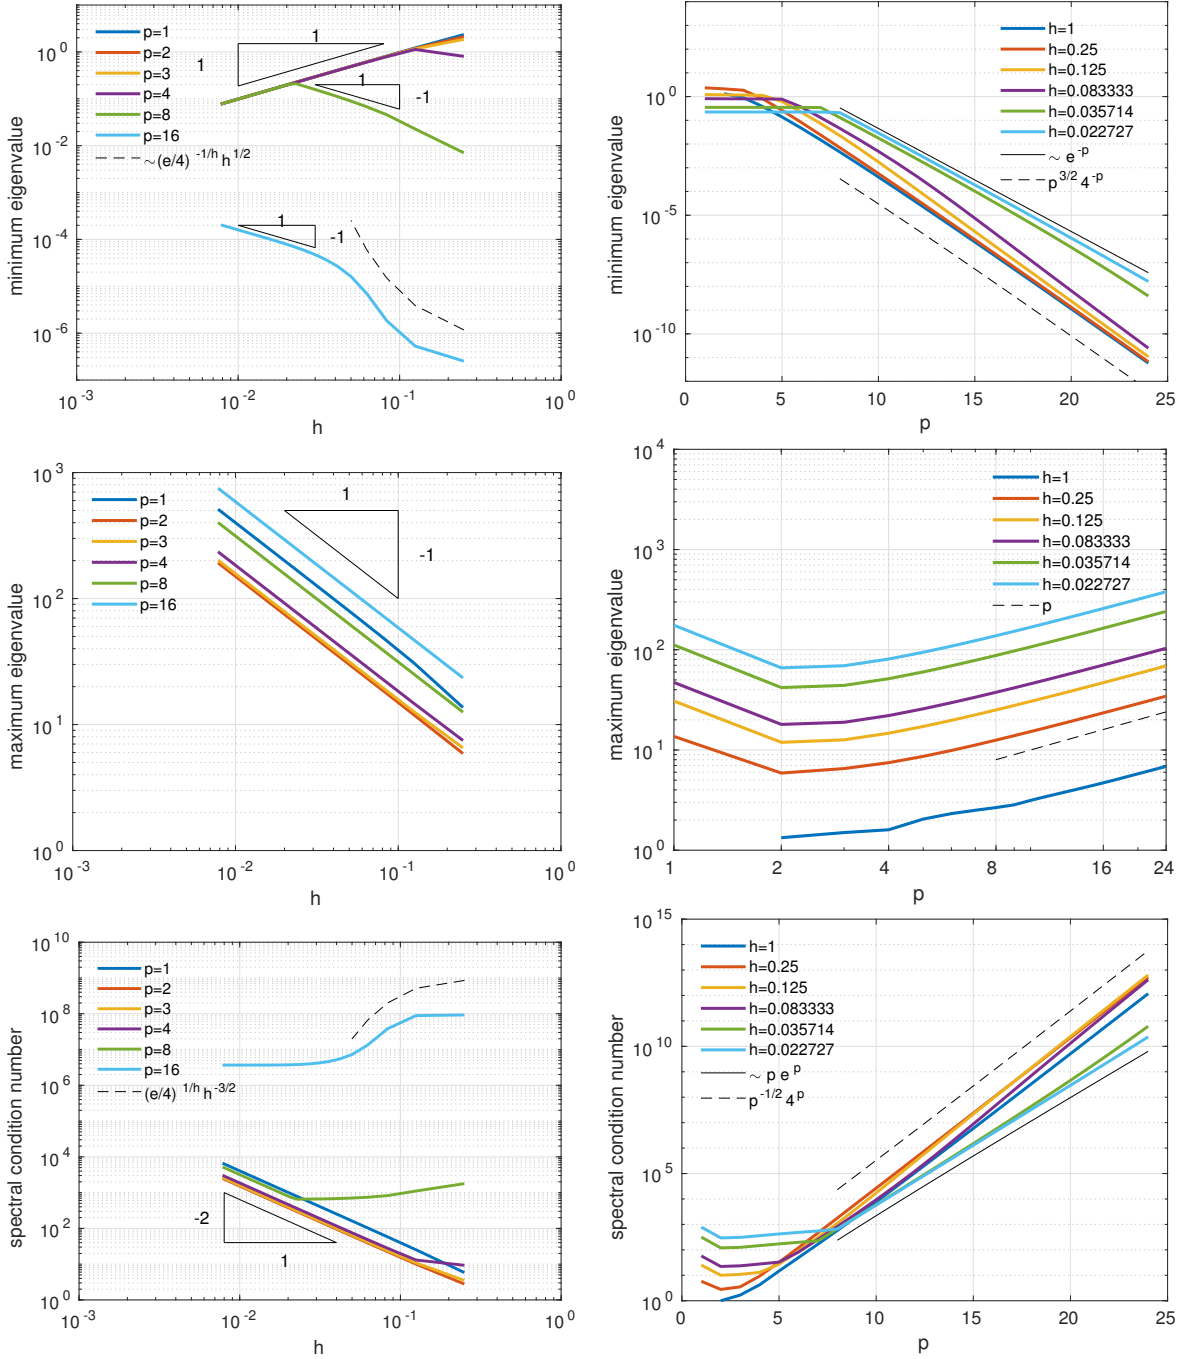 minimum eigenvalue
10^0
10^-2
10^-4
10^-6
p=1
p=2
p=3
p=4
p=8
p=16
~(e/4)^-1/h h^1/2
1
1
1
-1
1
-1
10^-3 10^-2 10^-1 10^0
h
minimum eigenvalue
10^0
10^-5
10^-10
h=1
h=0.25
h=0.125
h=0.083333
h=0.035714
h=0.022727
~ e^-p
p^3/2 4^-p
0 5 10 15 20 25
p
maximum eigenvalue
10^3
10^2
10^1
10^0
p=1
p=2
p=3
p=4
p=8
p=16
1
-1
10^-3 10^-2 10^-1 10^0
h
maximum eigenvalue
10^4
10^3
10^2
10^1
10^0
h=1
h=0.25
h=0.125
h=0.083333
h=0.035714
h=0.022727
p
1 2 4 8 16 24
p
spectral condition number
10^10
10^8
10^6
10^4
10^2
10^0
p=1
p=2
p=3
p=4
p=8
p=16
(e/4)^1/h h^-3/2
-2
1
10^-3 10^-2 10^-1 10^0
h
spectral condition number
10^15
10^10
10^5
10^0
h=1
h=0.25
h=0.125
h=0.083333
h=0.035714
h=0.022727
~ p e^p
p^-1/2 4^p
0 5 10 15 20 25
p